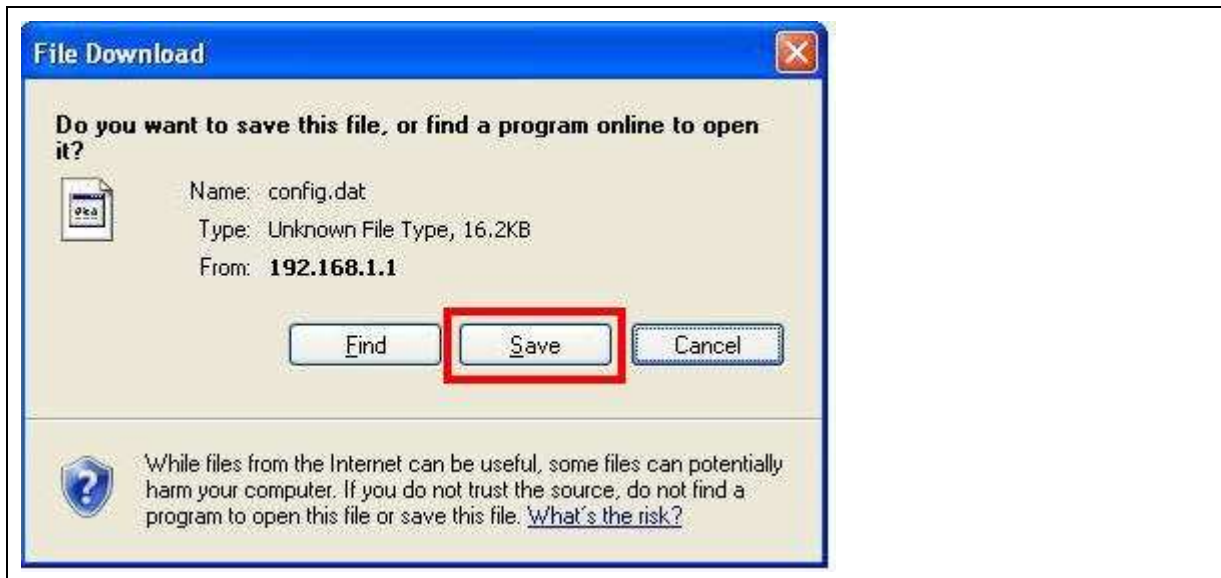 File Download
Do you want to save this file, or find a program online to open
it?
Name: config.dat
Type: Unknown File Type, 16.2KB
From: 192.168.1.1
Find Save Cancel
While files from the Internet can be useful, some files can potentially
harm your computer. If you do not trust the source, do not find a
program to open this file or save this file. What's the risk?